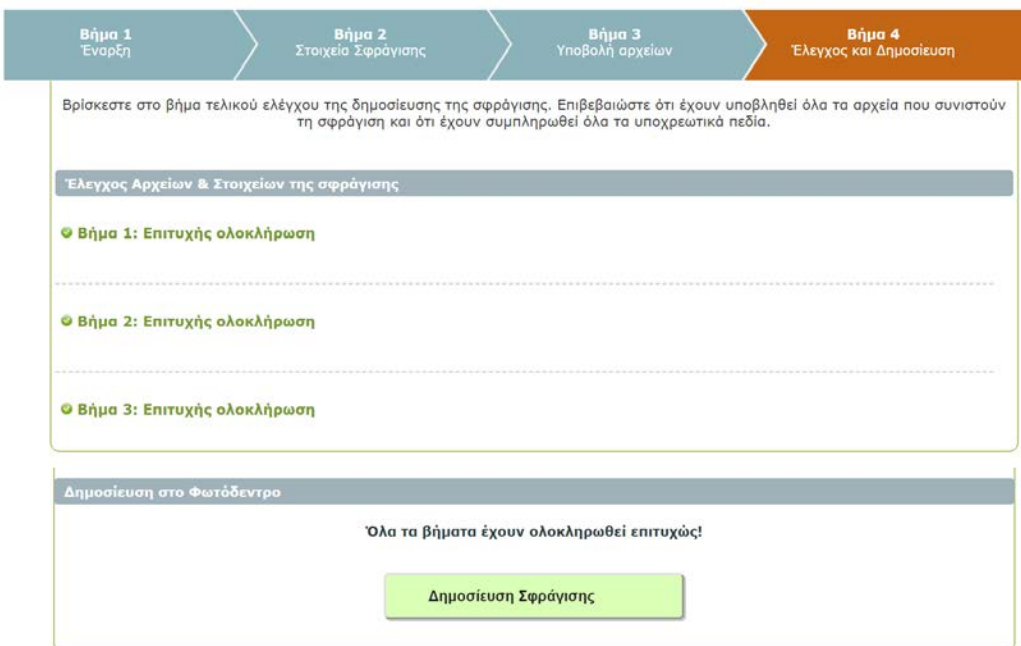 Βήμα 1
Έναρξη
Βήμα 2
Στοιχεία Σφράγισης
Βήμα 3
Υποβολή αρχείων
Βήμα 4
Έλεγχος και Δημοσίευση
Βρίσκεστε στο βήμα τελικού ελέγχου της δημοσίευσης της σφράγισης. Επιβεβαιώστε ότι έχουν υποβληθεί όλα τα αρχεία που συνιστούν
τη σφράγιση και ότι έχουν συμπληρωθεί όλα τα υποχρεωτικά πεδία.
Έλεγχος Αρχείων & Στοιχείων της σφράγισης
Βήμα 1: Επιτυχής ολοκλήρωση
Βήμα 2: Επιτυχής ολοκλήρωση
Βήμα 3: Επιτυχής ολοκλήρωση
Δημοσίευση στο Φωτόδεντρο
Όλα τα βήματα έχουν ολοκληρωθεί επιτυχώς!
Δημοσίευση Σφράγισης